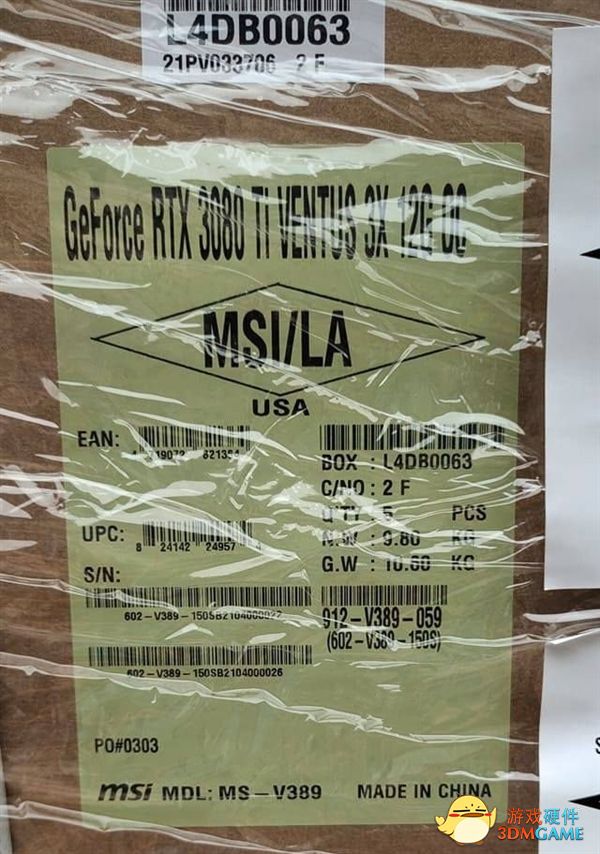 L4DB0063
21PV033706 2 F
GeForce RTX 3080 TI VENTUS 3X 12G OC
MSI/LA
USA
EAN:
BOX : L4DB0063
C/NO : 2 F
Q'TY : 5 PCS
N.W : 9.80 KG
G.W : 10.60 KG
UPC:
8 24142 24957
S/N:
602-V389-150SB2104000022
912-V389-059
(602-V389-150S)
602-V389-150SB2104000026
PO#0303
msi MDL: MS-V389 MADE IN CHINA
游戏硬件
3DMGAME